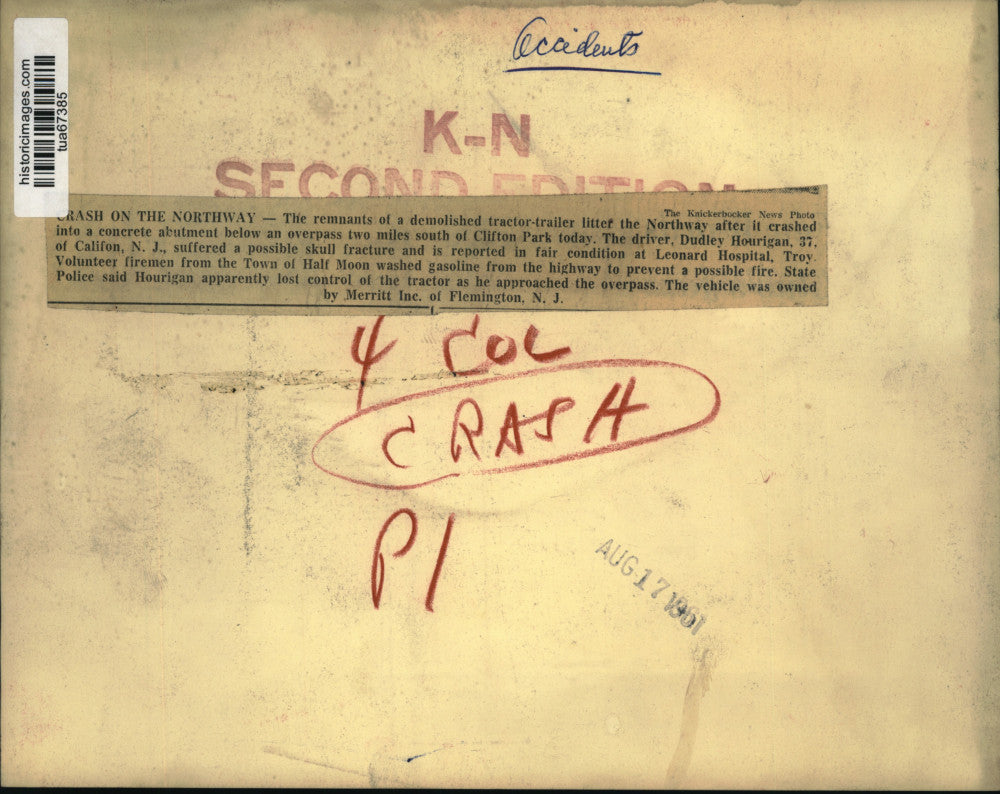 Accidents
historicimages.com
tua67385
K-N
SECOND EDITION
The Knickerbocker News Photo
CRASH ON THE NORTHWAY — The remnants of a demolished tractor-trailer litter the Northway after it crashed
into a concrete abutment below an overpass two miles south of Clifton Park today. The driver, Dudley Hourigan, 37,
of Califon, N. J., suffered a possible skull fracture and is reported in fair condition at Leonard Hospital, Troy.
Volunteer firemen from the Town of Half Moon washed gasoline from the highway to prevent a possible fire. State
Police said Hourigan apparently lost control of the tractor as he approached the overpass. The vehicle was owned
by Merritt Inc. of Flemington, N. J.
4 COL
CRASH
P1
AUG 17 1961